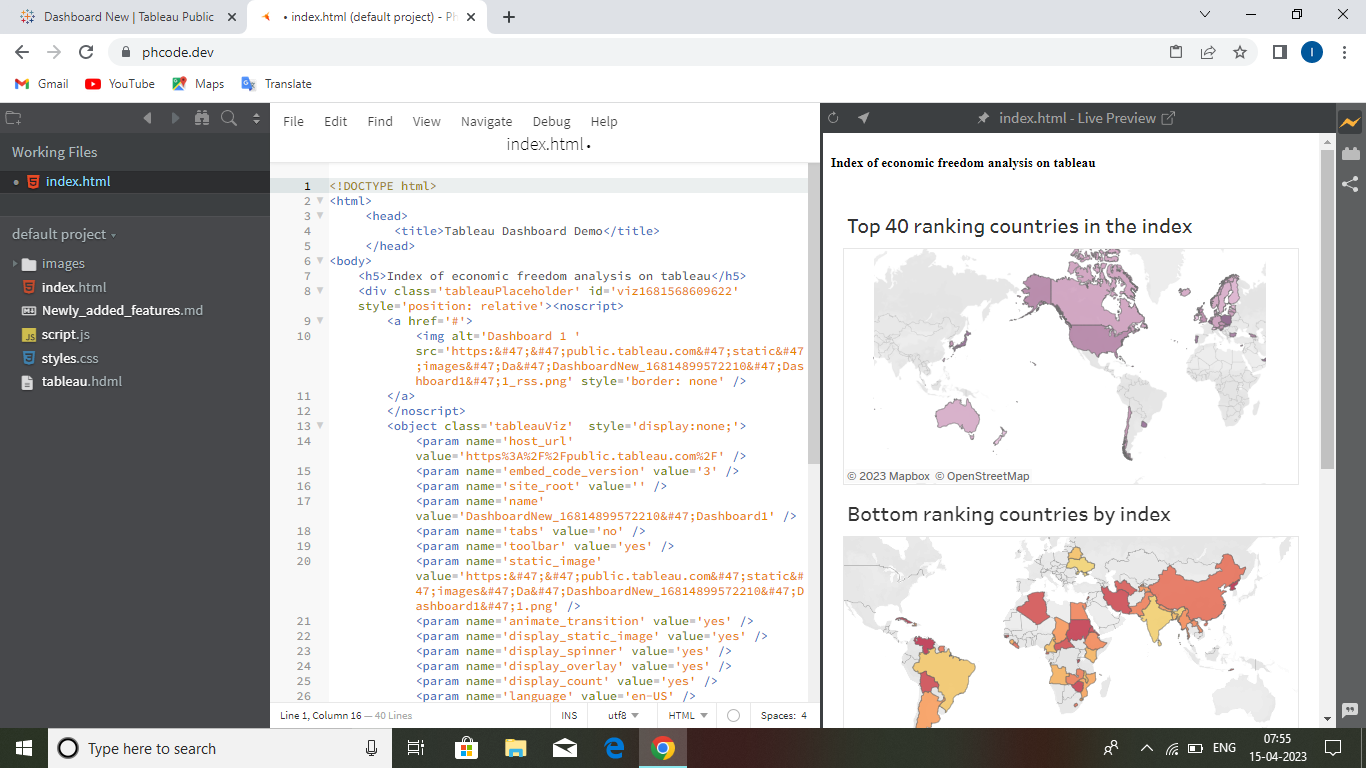 Dashboard New | Tableau Public
• index.html (default project) - Ph
phcode.dev
Gmail
YouTube
Maps
Translate
Working Files
• index.html
default project
images
index.html
Newly_added_features.md
script.js
styles.css
tableau.hdml
File Edit Find View Navigate Debug Help
index.html •
1 <!DOCTYPE html>
2 <html>
3 <head>
4 <title>Tableau Dashboard Demo</title>
5 </head>
6 <body>
7 <h5>Index of economic freedom analysis on tableau</h5>
8 <div class='tableauPlaceholder' id='viz1681568609622'
style='position: relative'><noscript>
9 <a href='#'>
10 <img alt='Dashboard 1 '
src='https:&#47;&#47;public.tableau.com&#47;static&#47
;images&#47;Da&#47;DashboardNew_16814899572210&#47;Das
hboard1&#47;1_rss.png' style='border: none' />
11 </a>
12 </noscript>
13 <object class='tableauViz'  style='display:none;'>
14 <param name='host_url'
value='https%3A%2F%2Fpublic.tableau.com%2F' />
15 <param name='embed_code_version' value='3' />
16 <param name='site_root' value='' />
17 <param name='name'
value='DashboardNew_16814899572210&#47;Dashboard1' />
18 <param name='tabs' value='no' />
19 <param name='toolbar' value='yes' />
20 <param name='static_image'
value='https:&#47;&#47;public.tableau.com&#47;static&#
47;images&#47;Da&#47;DashboardNew_16814899572210&#47;D
ashboard1&#47;1.png' />
21 <param name='animate_transition' value='yes' />
22 <param name='display_static_image' value='yes' />
23 <param name='display_spinner' value='yes' />
24 <param name='display_overlay' value='yes' />
25 <param name='display_count' value='yes' />
26 <param name='language' value='en-US' />
Line 1, Column 16 — 40 Lines
INS
utf8
HTML
Spaces: 4
index.html - Live Preview
Index of economic freedom analysis on tableau
Top 40 ranking countries in the index
© 2023 Mapbox © OpenStreetMap
Bottom ranking countries by index
Type here to search
ENG
07:55
15-04-2023
I